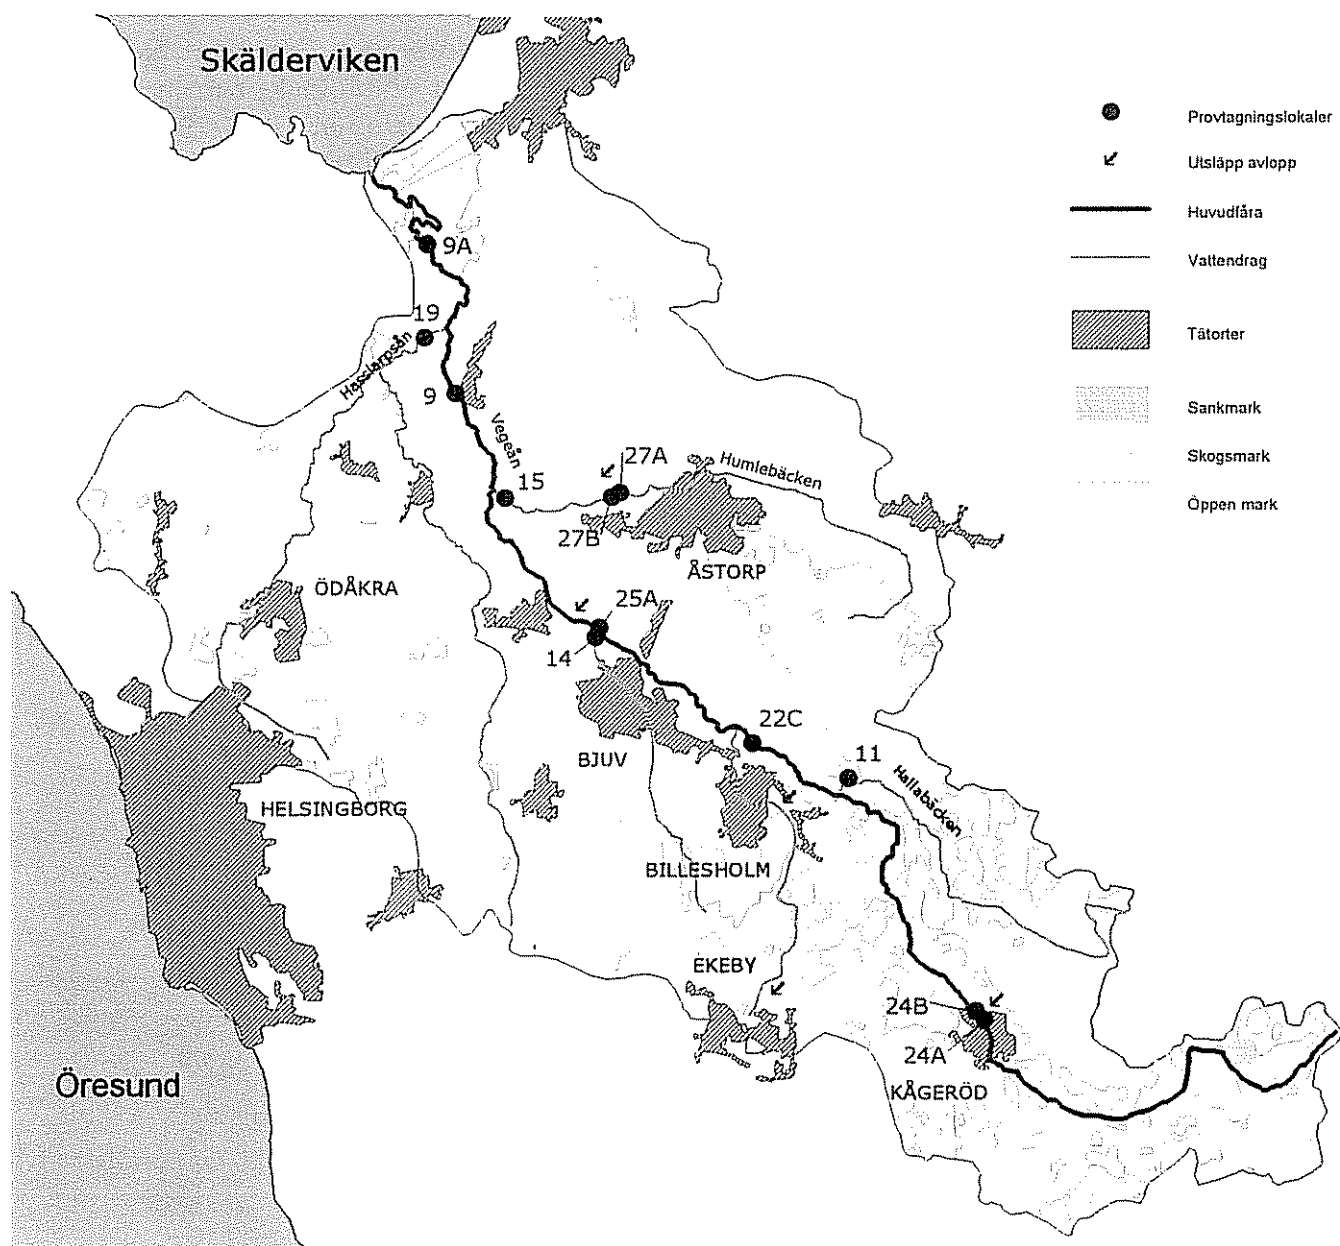 Skälderviken
Provtagningslokaler
Utsläpp avlopp
Huvudfåra
Vattendrag
Tätorter
Sankmark
Skogsmark
Öppen mark
9A
19
Hasslarpsån
9
Vegeån
15
27A
Humlebäcken
27B
ÅSTORP
ÖDÅKRA
25A
14
BJUV
22C
11
Hallabäcken
HELSINGBORG
BILLESHOLM
EKEBY
24B
24A
KÅGERÖD
Öresund